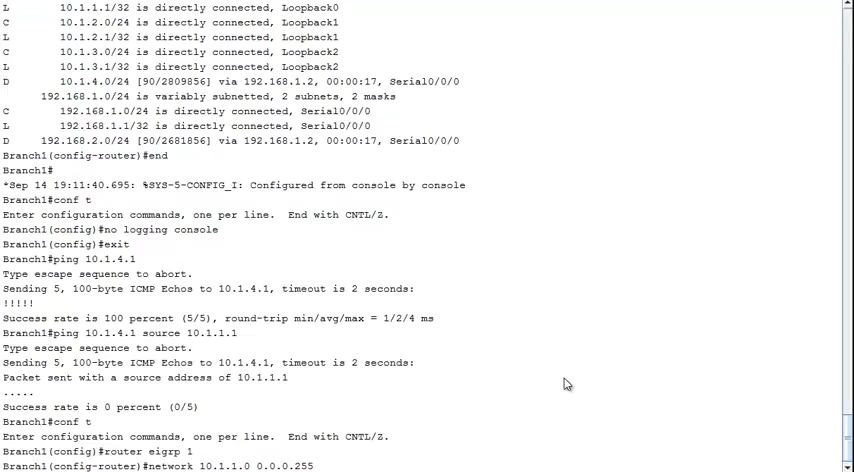 L 10.1.1.1/32 is directly connected, Loopback0
C 10.1.2.0/24 is directly connected, Loopback1
L 10.1.2.1/32 is directly connected, Loopback1
C 10.1.3.0/24 is directly connected, Loopback2
L 10.1.3.1/32 is directly connected, Loopback2
D 10.1.4.0/24 [90/2809856] via 192.168.1.2, 00:00:17, Serial0/0/0
192.168.1.0/24 is variably subnetted, 2 subnets, 2 masks
C 192.168.1.0/24 is directly connected, Serial0/0/0
L 192.168.1.1/32 is directly connected, Serial0/0/0
D 192.168.2.0/24 [90/2681856] via 192.168.1.2, 00:00:17, Serial0/0/0
Branch1(config-router)#end
Branch1#
*Sep 14 19:11:40.695: %SYS-5-CONFIG_I: Configured from console by console
Branch1#conf t
Enter configuration commands, one per line. End with CNTL/Z.
Branch1(config)#no logging console
Branch1(config)#exit
Branch1#ping 10.1.4.1
Type escape sequence to abort.
Sending 5, 100-byte ICMP Echos to 10.1.4.1, timeout is 2 seconds:
!!!!!
Success rate is 100 percent (5/5), round-trip min/avg/max = 1/2/4 ms
Branch1#ping 10.1.4.1 source 10.1.1.1
Type escape sequence to abort.
Sending 5, 100-byte ICMP Echos to 10.1.4.1, timeout is 2 seconds:
Packet sent with a source address of 10.1.1.1
.....
Success rate is 0 percent (0/5)
Branch1#conf t
Enter configuration commands, one per line. End with CNTL/Z.
Branch1(config)#router eigrp 1
Branch1(config-router)#network 10.1.1.0 0.0.0.255